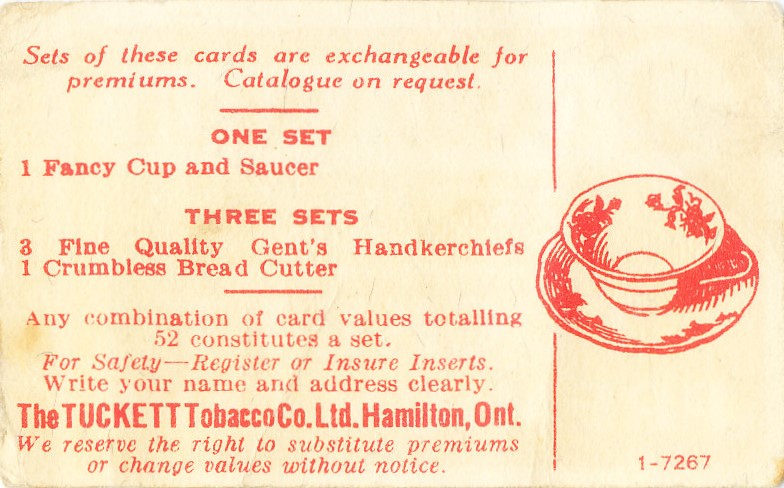 Sets of these cards are exchangeable for
premiums. Catalogue on request.
ONE SET
1 Fancy Cup and Saucer
THREE SETS
3 Fine Quality Gent's Handkerchiefs
1 Crumbless Bread Cutter
Any combination of card values totalling
52 constitutes a set.
For Safety—Register or Insure Inserts.
Write your name and address clearly.
The TUCKETT Tobacco Co. Ltd. Hamilton, Ont.
We reserve the right to substitute premiums
or change values without notice.
1-7267